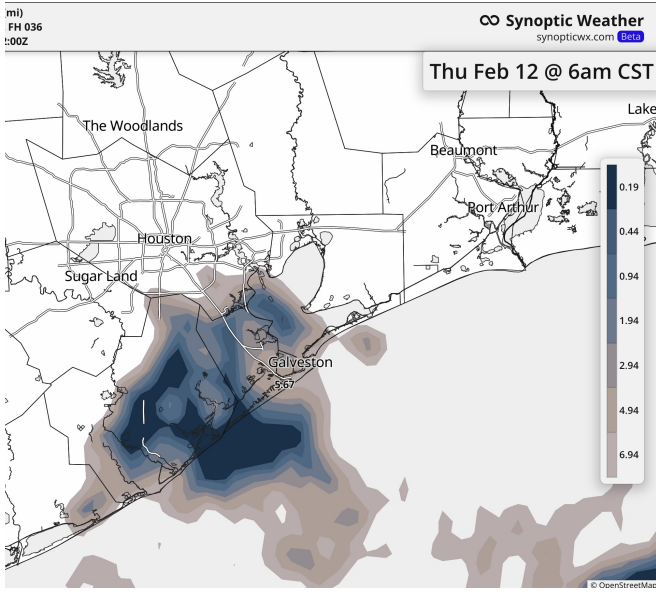 mi)
FH 036
2:00Z
Synoptic Weather
synopticwx.com Beta
Thu Feb 12 @ 6am CST
The Woodlands
Lake
Beaumont
Port Arthur
Houston
Sugar Land
Galveston
5.67
0.19
0.44
0.94
1.94
2.94
4.94
6.94
© OpenStreetMap